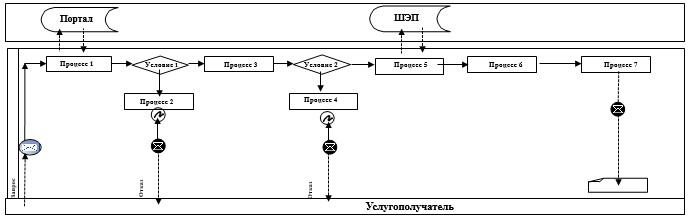 Портал
ШЭП
Процесс 1
Условие 1
Процесс 3
Условие 2
Процесс 5
Процесс 6
Процесс 7
Процесс 2
Процесс 4
Запрос
Отказ
Отказ
Услугополучатель